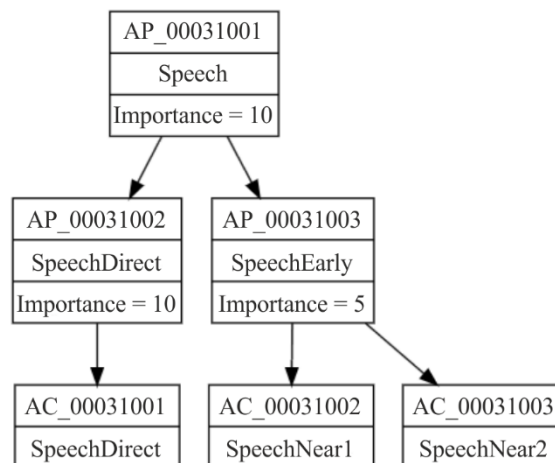 AP_00031001
Speech
Importance = 10
AP_00031002
SpeechDirect
Importance = 10
AP_00031003
SpeechEarly
Importance = 5
AC_00031001
SpeechDirect
AC_00031002
SpeechNear1
AC_00031003
SpeechNear2